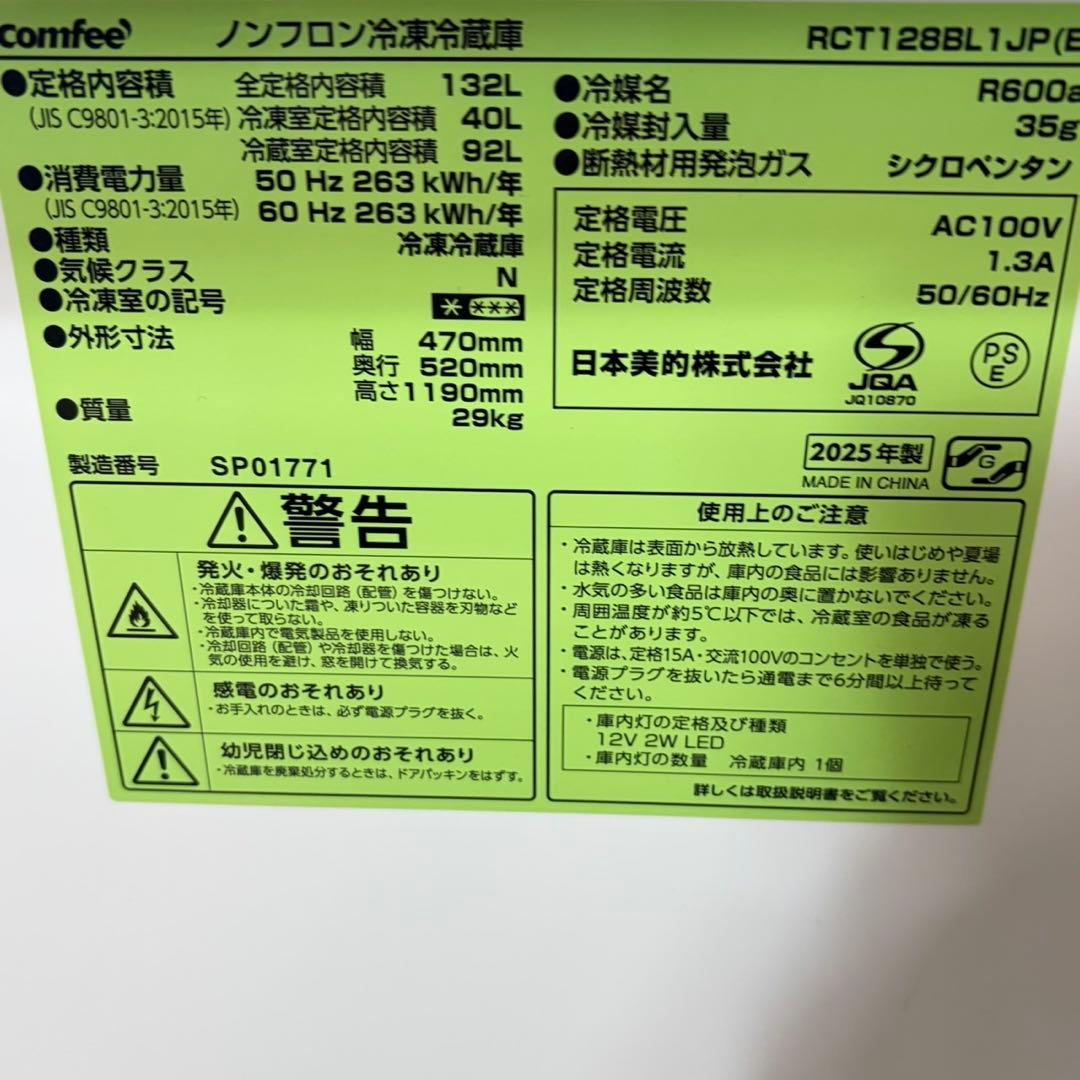 comfee' ノンフロン冷凍冷蔵庫 RCT128BL1JP(E
●定格内容積 全定格内容積 132L
(JIS C9801-3:2015年) 冷凍室定格内容積 40L
冷蔵室定格内容積 92L
●消費電力量 50 Hz 263 kWh/年
(JIS C9801-3:2015年) 60 Hz 263 kWh/年
●種類 冷凍冷蔵庫
●気候クラス N
●冷凍室の記号 * ***
●外形寸法 幅 470mm
奥行 520mm
高さ1190mm
●質量 29kg
製造番号 SP01771
●冷媒名 R600a
●冷媒封入量 35g
●断熱材用発泡ガス シクロペンタン
定格電圧 AC100V
定格電流 1.3A
定格周波数 50/60Hz
日本美的株式会社
JQA
JQ10870
PS
E
2025年製
MADE IN CHINA
G
警告
発火・爆発のおそれあり
・冷蔵庫本体の冷却回路(配管)を傷つけない。
・冷却器についた霜や、凍りついた容器を刃物など
を使って取らない。
・冷蔵庫内で電気製品を使用しない。
・冷却回路(配管)や冷却器を傷つけた場合は、火
気の使用を避け、窓を開けて換気する。
感電のおそれあり
・お手入れのときは、必ず電源プラグを抜く。
幼児閉じ込めのおそれあり
・冷蔵庫を廃棄処分するときは、ドアパッキンをはずす。
使用上のご注意
・冷蔵庫は表面から放熱しています。使いはじめや夏場
は熱くなりますが、庫内の食品には影響ありません。
・水気の多い食品は庫内の奥に置かないでください。
・周囲温度が約5℃以下では、冷蔵室の食品が凍る
ことがあります。
・電源は、定格15A・交流100Vのコンセントを単独で使う。
・電源プラグを抜いたら通電まで6分間以上待って
ください。
・庫内灯の定格及び種類
12V 2W LED
・庫内灯の数量 冷蔵庫内 1個
詳しくは取扱説明書をご覧ください。